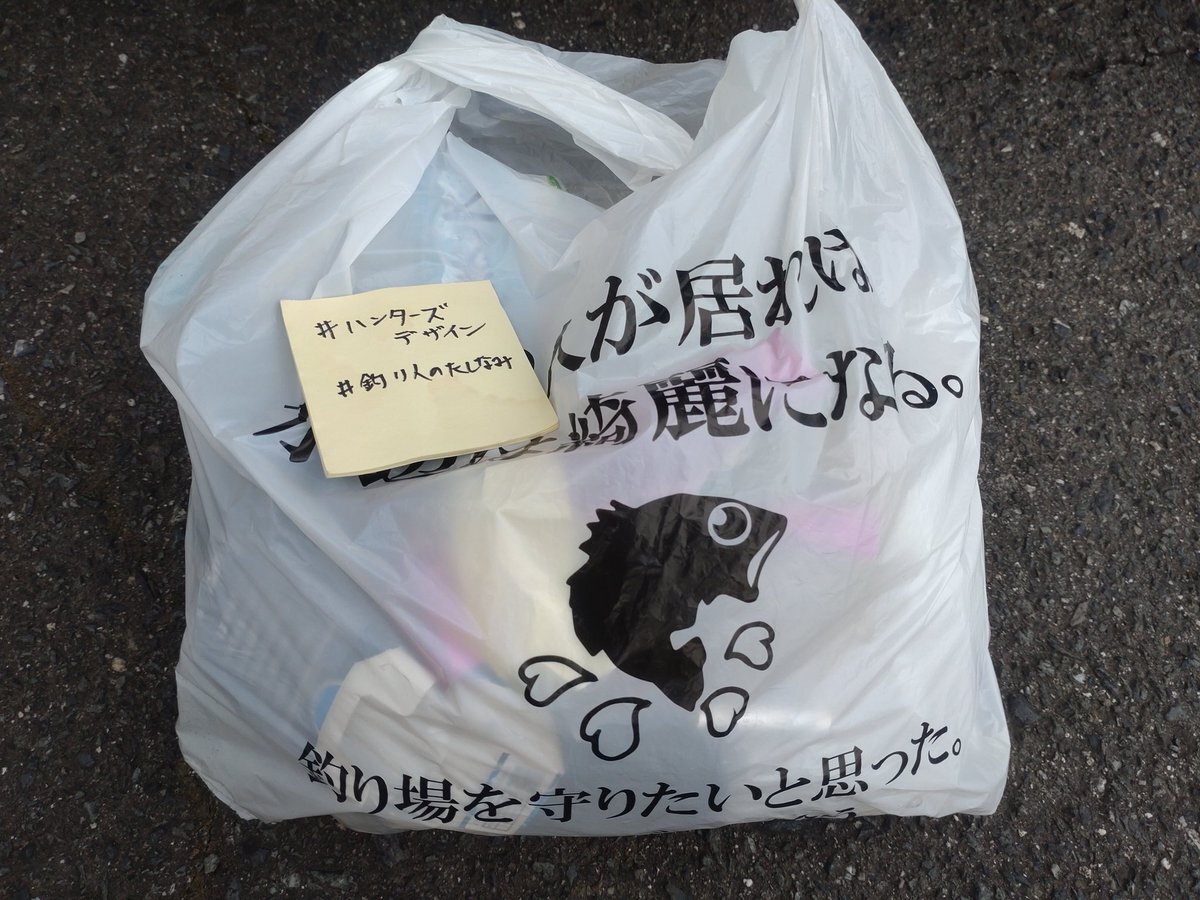 #ハンターズ
デザイン
#釣り人のたしなみ
が居れば
綺麗になる。
釣り場を守りたいと思った。